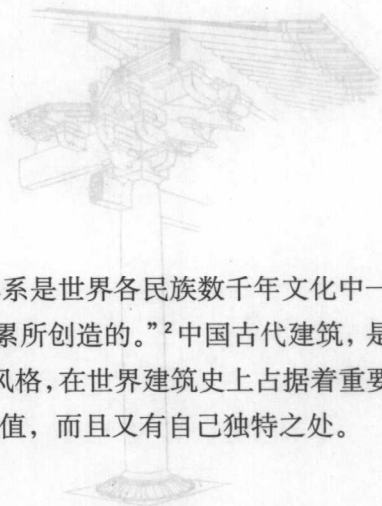 系是世界各民族数千年文化中一
累所创造的。”2中国古代建筑，是
风格，在世界建筑史上占据着重要
值，而且又有自己独特之处。